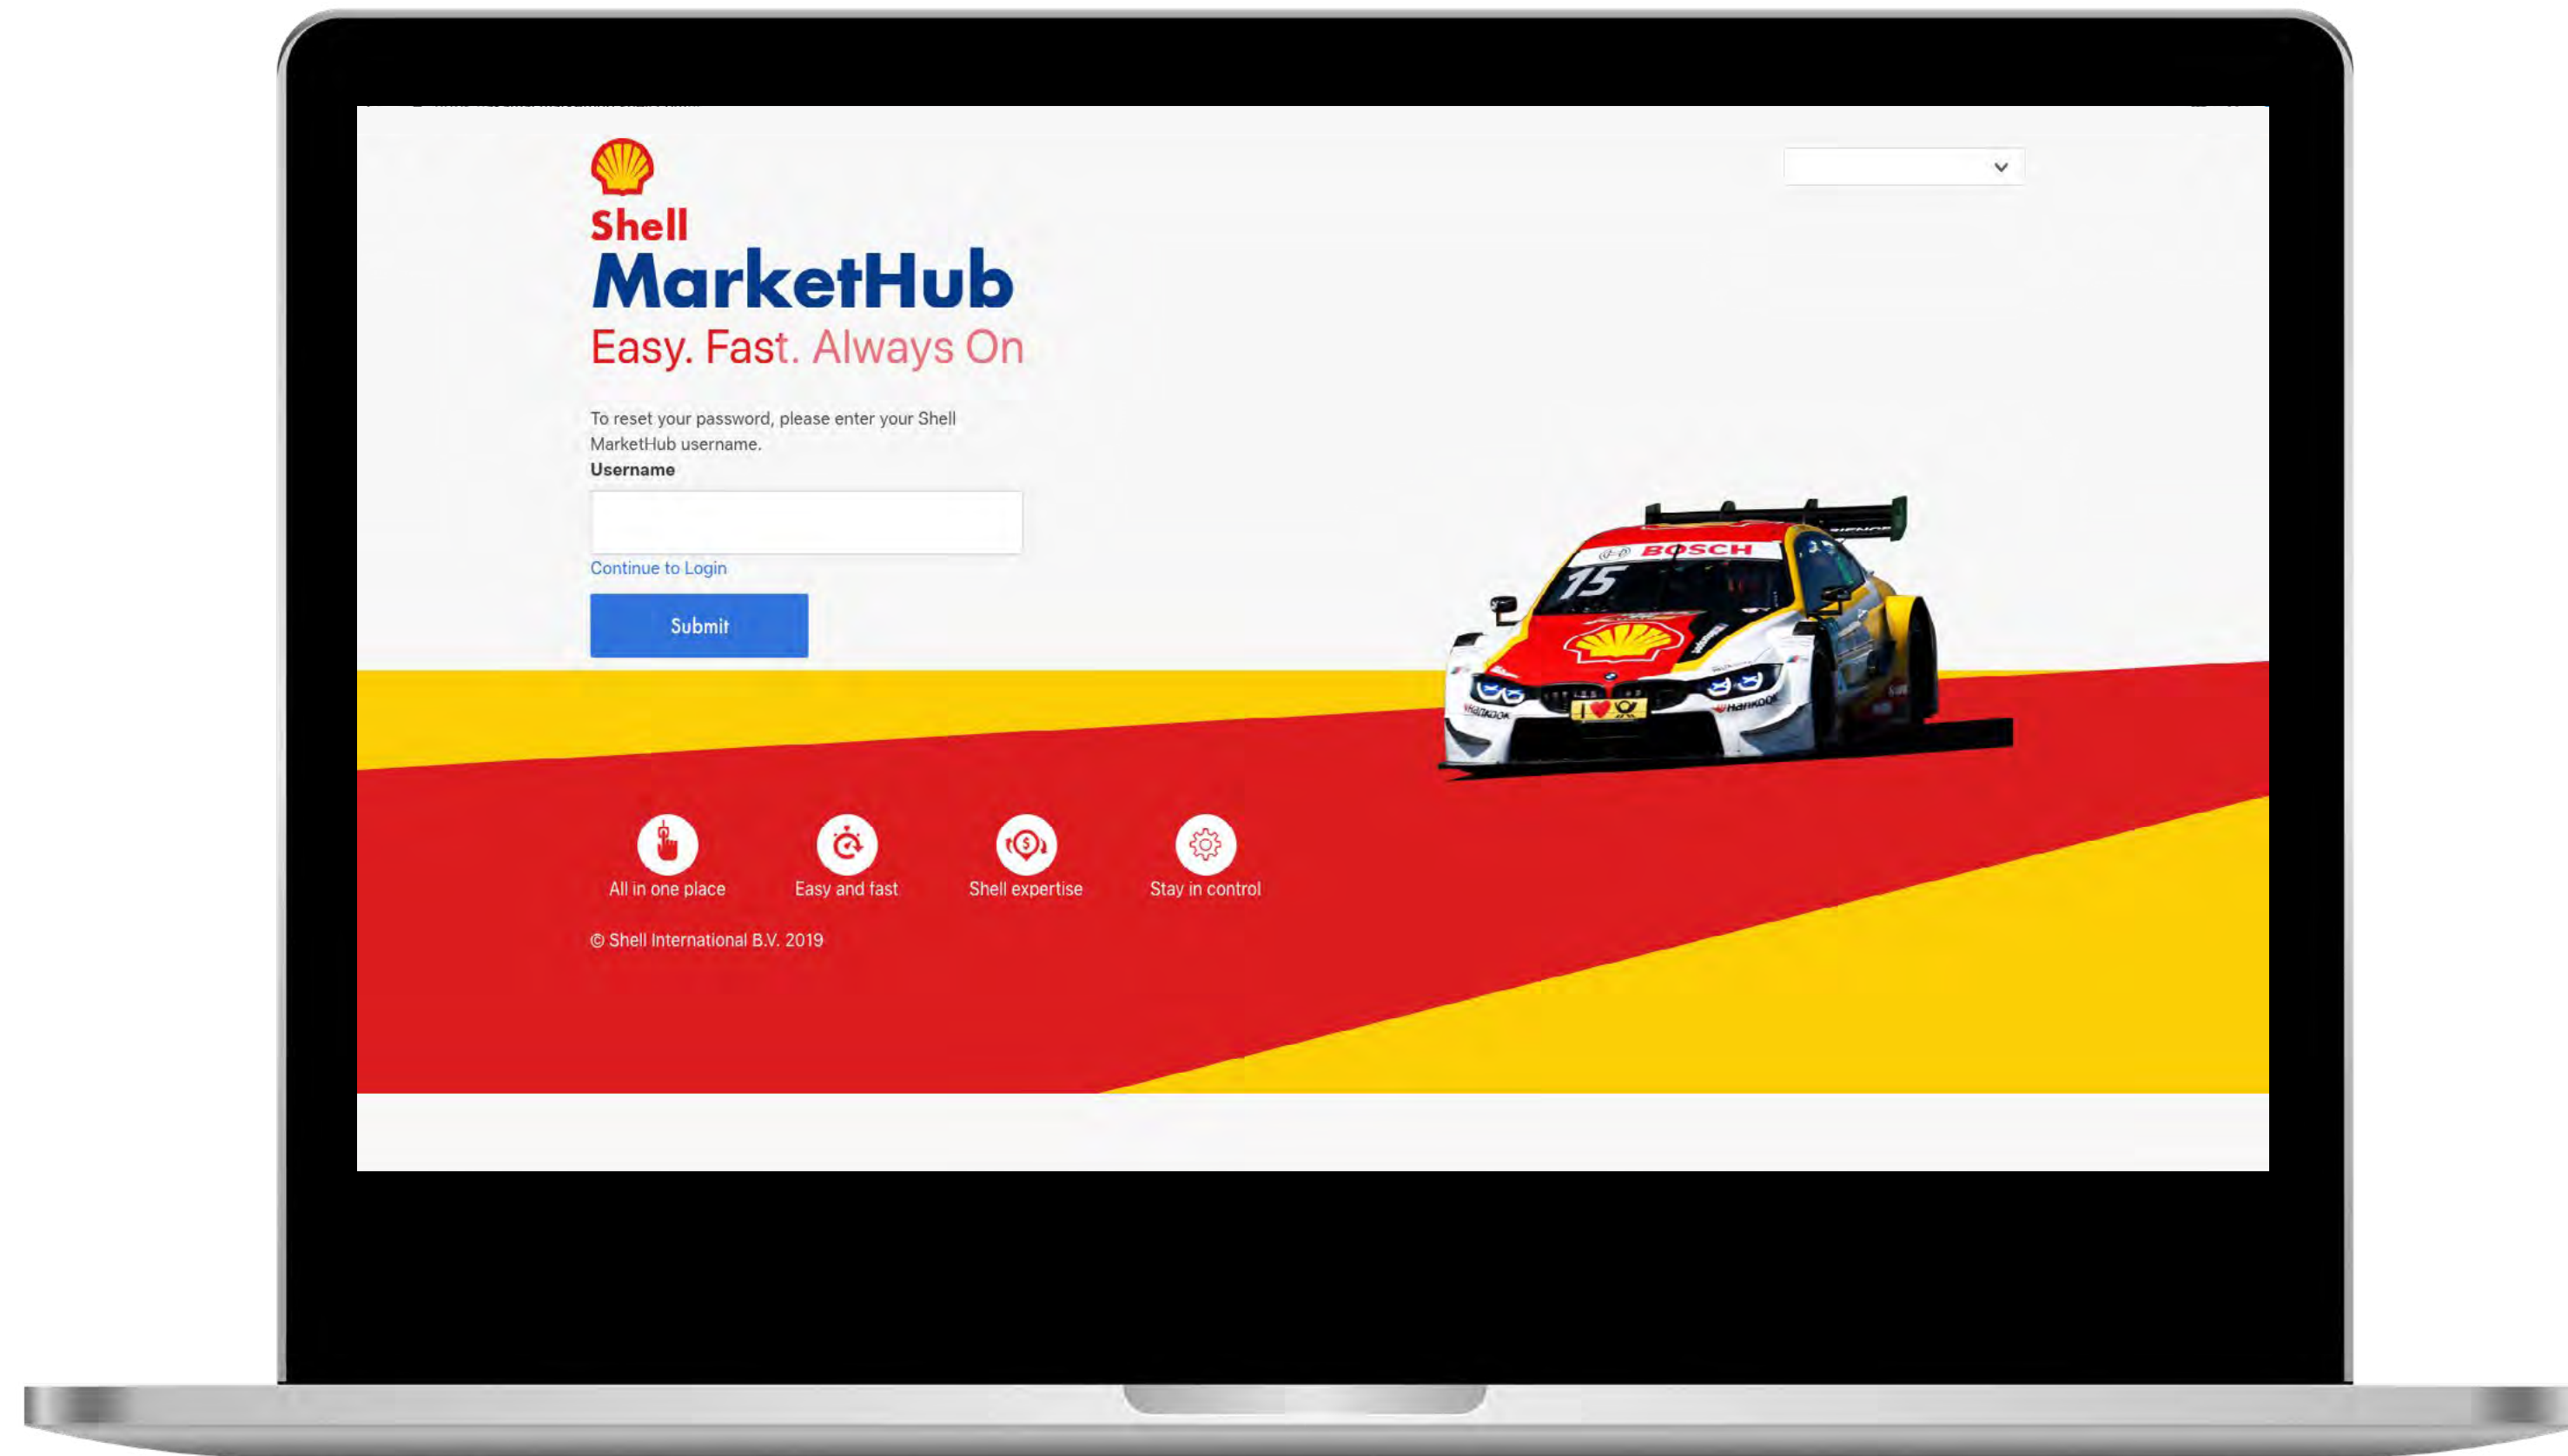 Shell
MarketHub
Easy. Fast. Always On
To reset your password, please enter your Shell
MarketHub username.
Username
Continue to Login
Submit
BOSCH
15
Hankook
Hankook
All in one place
Easy and fast
Shell expertise
Stay in control
© Shell International B.V. 2019